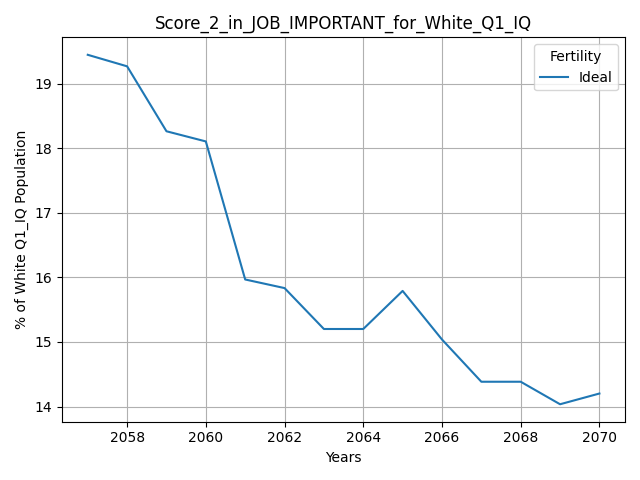 Score_2_in_JOB_IMPORTANT_for_White_Q1_IQ
Fertility
Ideal
% of White Q1_IQ Population
19
18
17
16
15
14
2058 2060 2062 2064 2066 2068 2070
Years